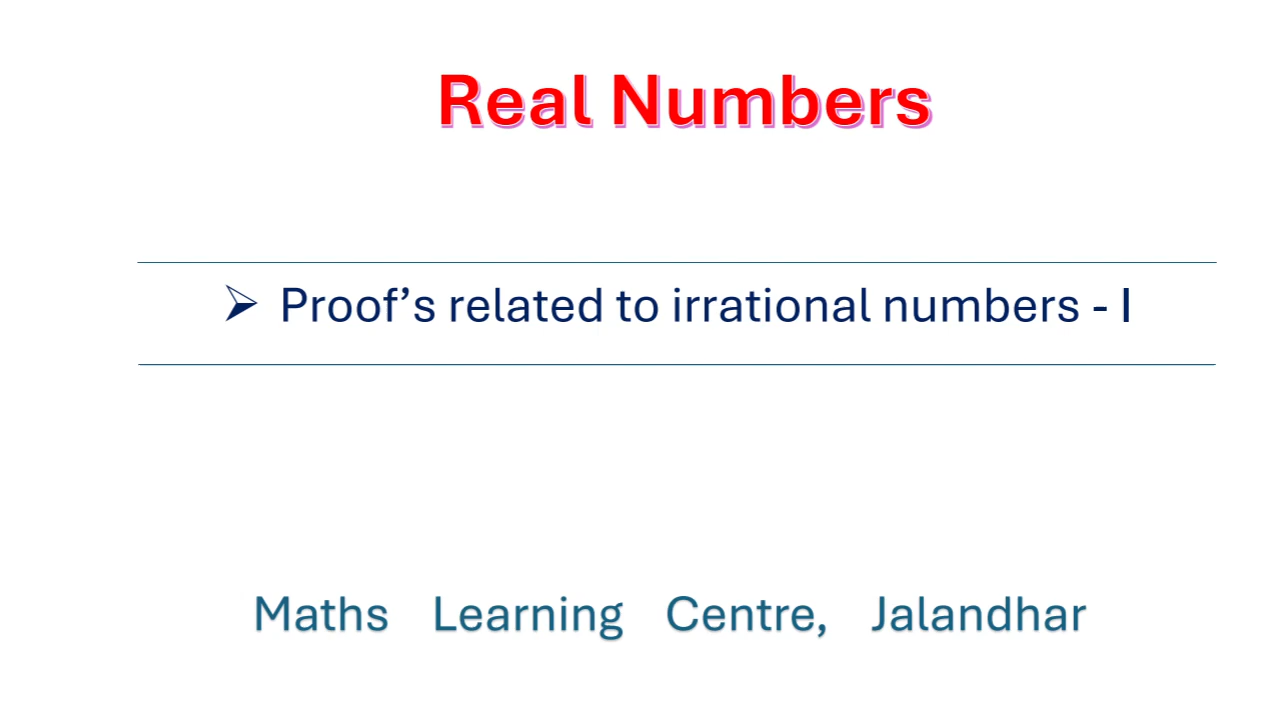 Real Numbers
➢ Proof’s related to irrational numbers - I
Maths Learning Centre, Jalandhar